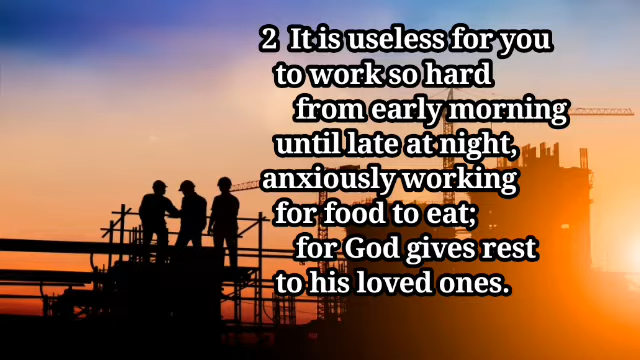 2 It is useless for you
to work so hard
from early morning
until late at night,
anxiously working
for food to eat;
for God gives rest
to his loved ones.